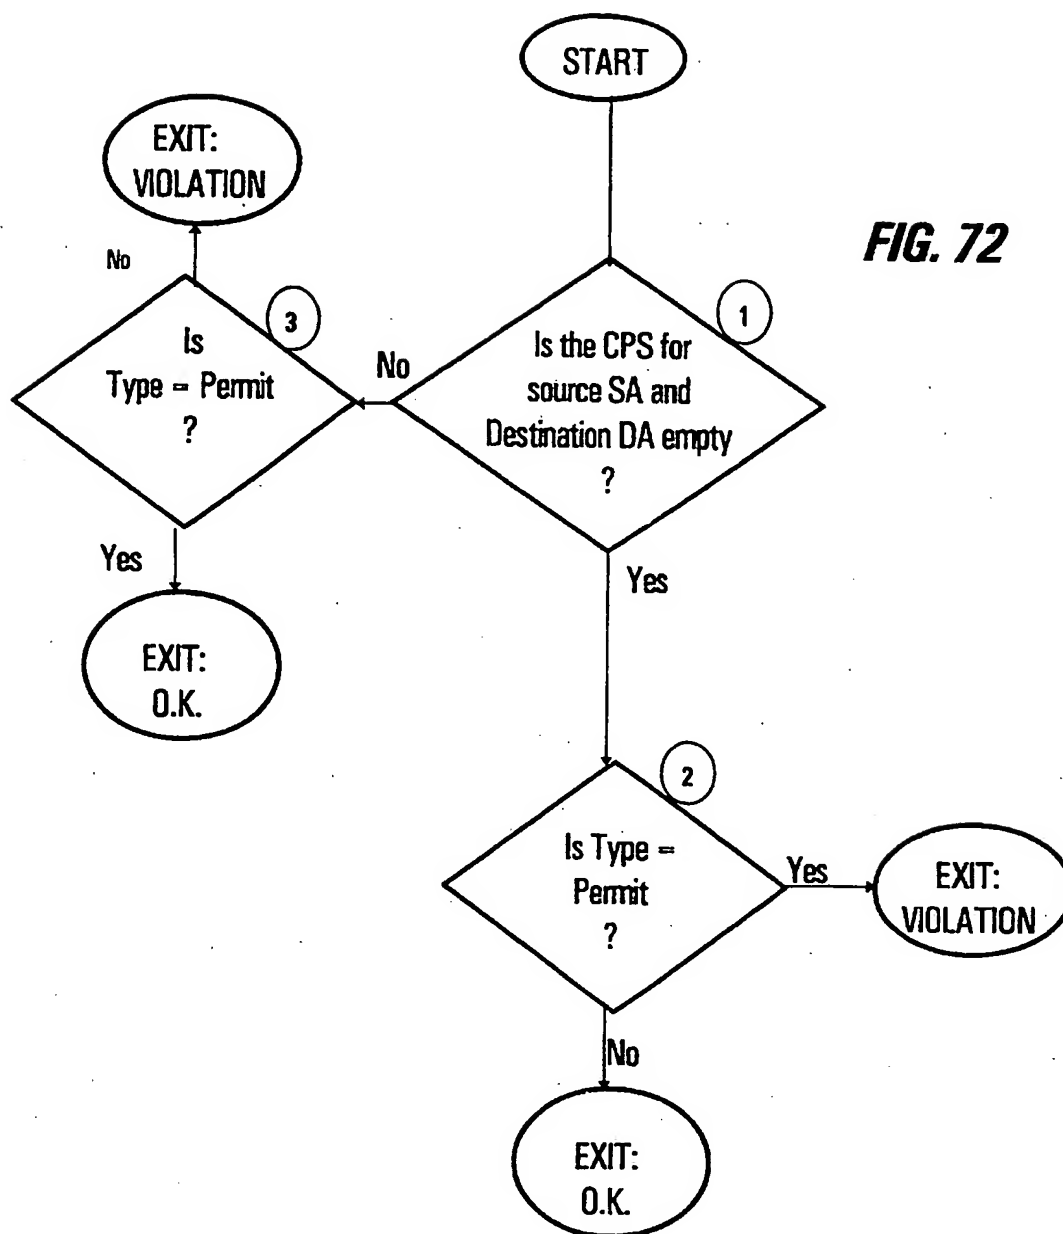 START
EXIT:
VIOLATION
FIG. 72
No
3
1
Is
Type = Permit
?
No
Is the CPS for
source SA and
Destination DA empty
?
Yes
Yes
EXIT:
O.K.
2
Is Type =
Permit
?
Yes
EXIT:
VIOLATION
No
EXIT:
O.K.